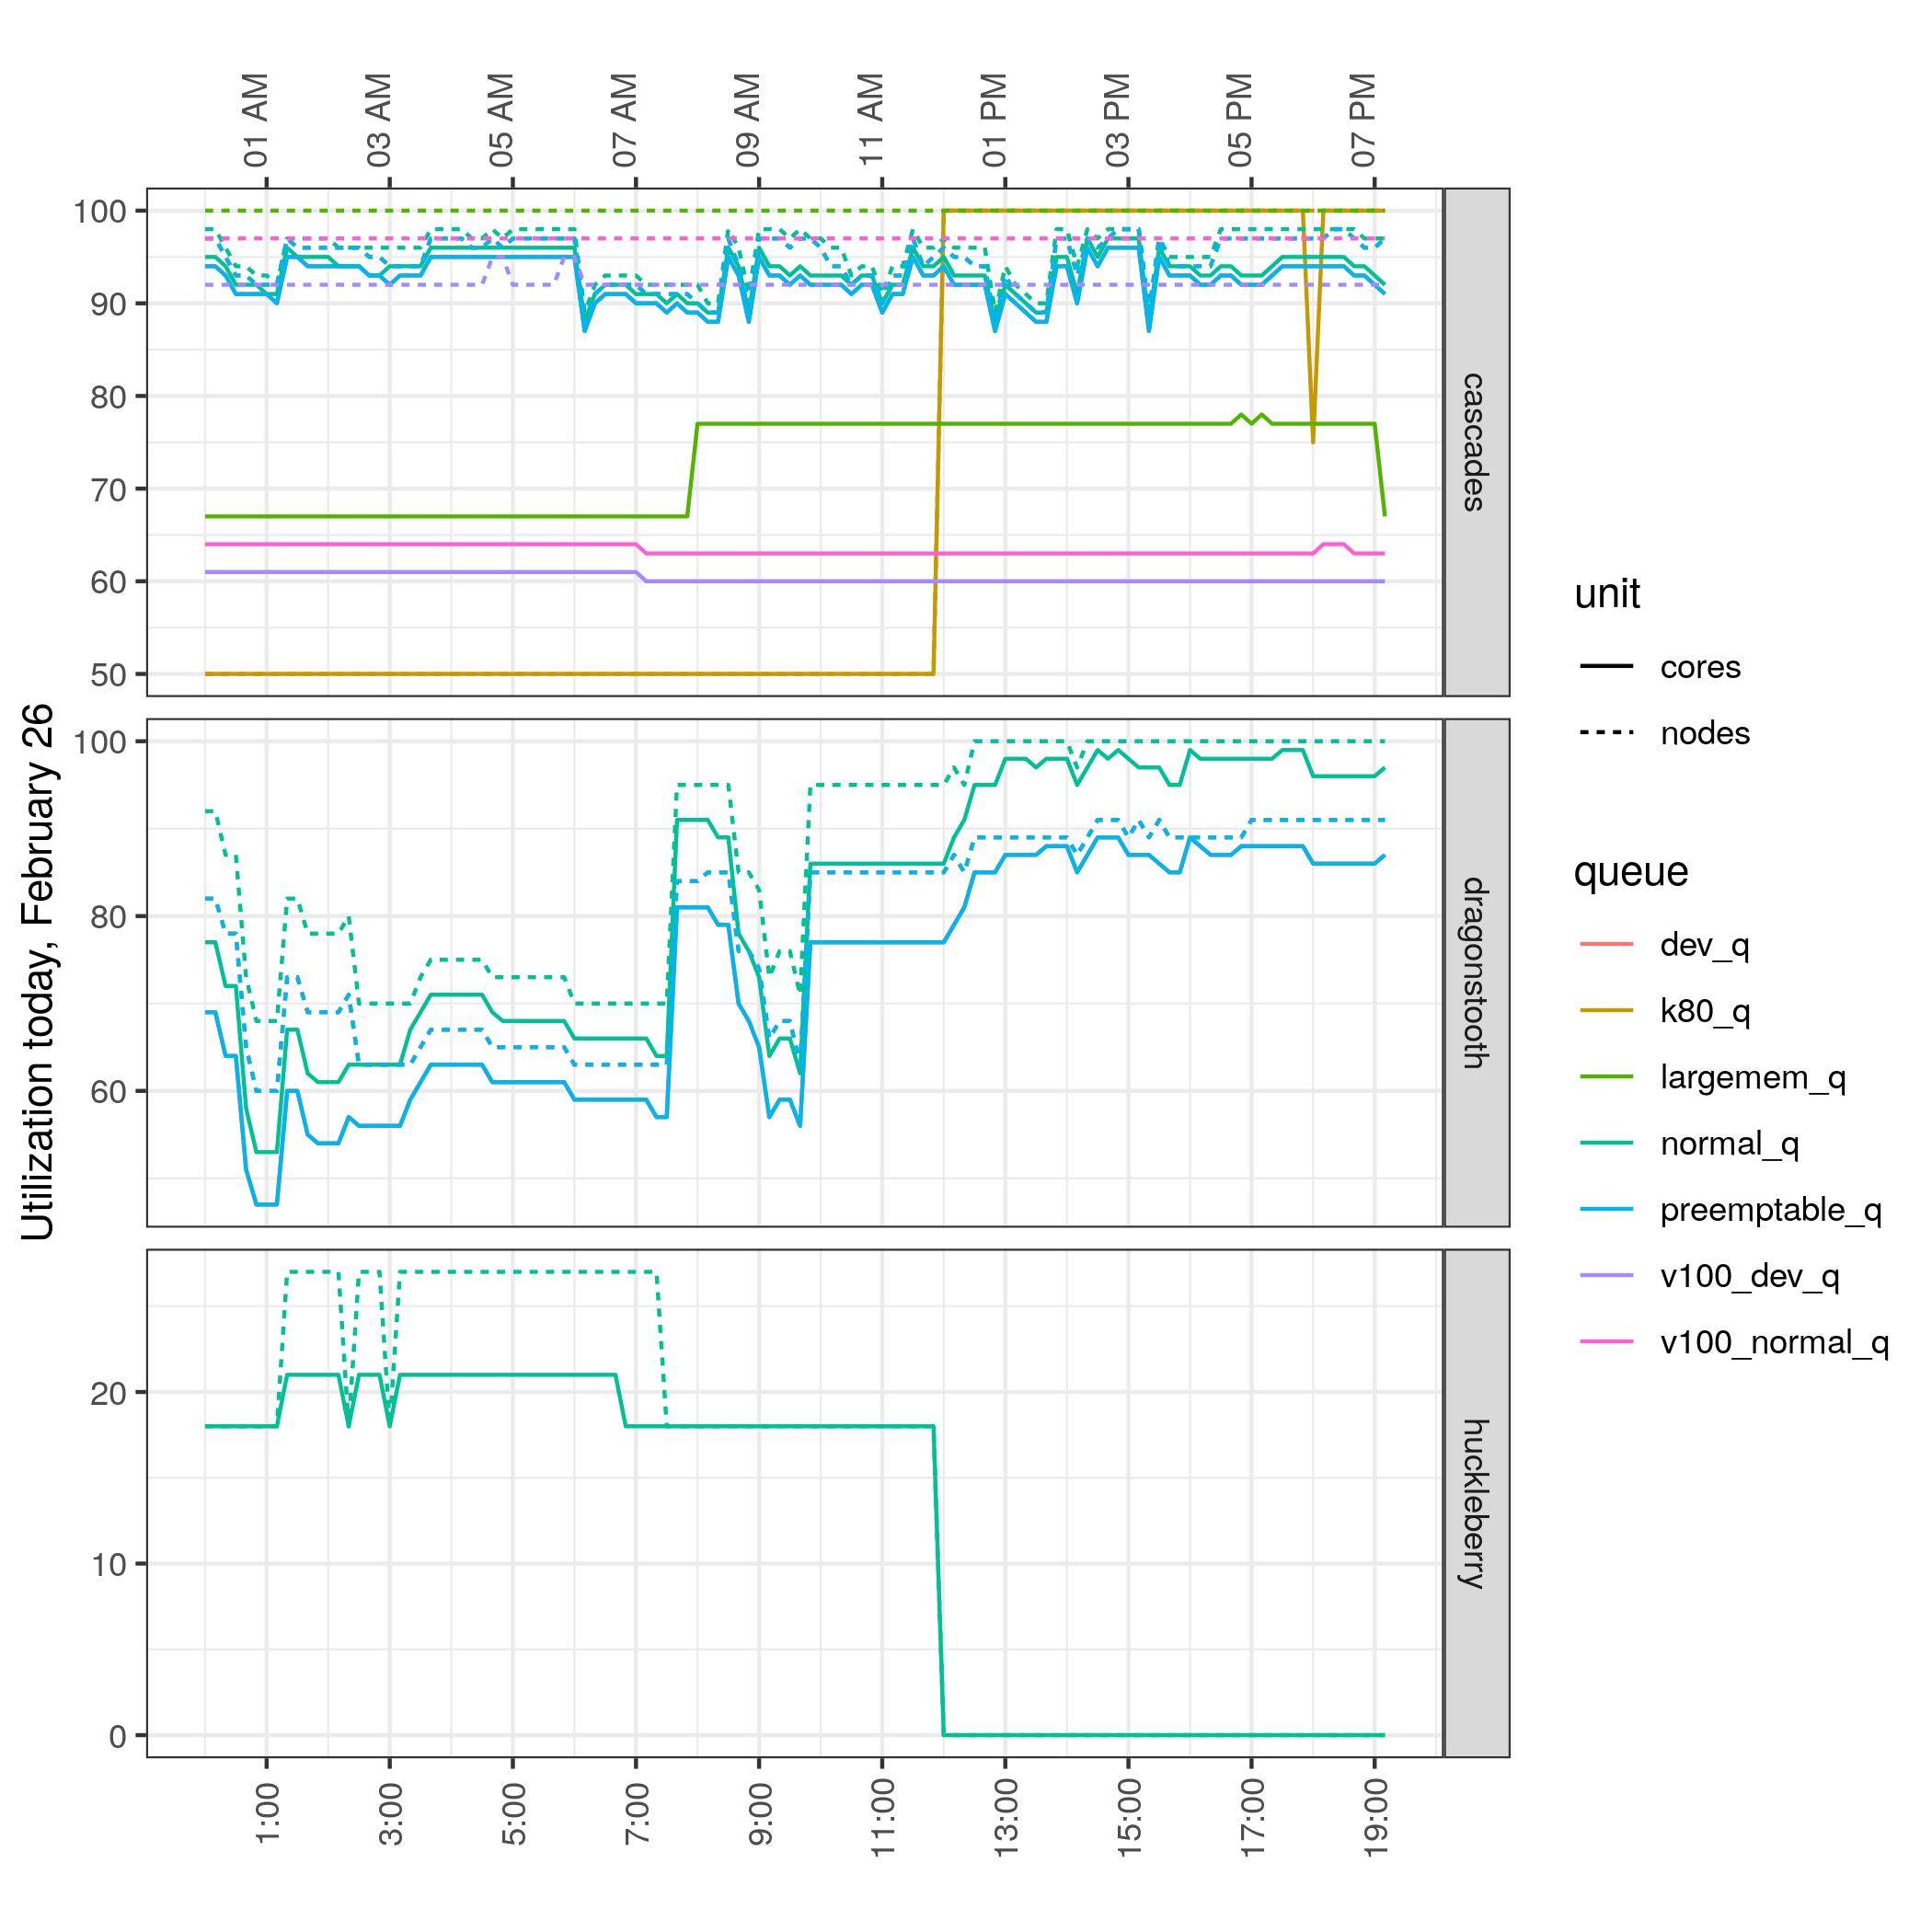 01 AM
03 AM
05 AM
07 AM
09 AM
11 AM
01 PM
03 PM
05 PM
07 PM
100
90
80
70
60
50
cascades
Utilization today, February 26
100
80
60
dragonstooth
20
10
0
huckleberry
1:00
3:00
5:00
7:00
9:00
11:00
13:00
15:00
17:00
19:00
unit
cores
nodes
queue
dev_q
k80_q
largemem_q
normal_q
preemptable_q
v100_dev_q
v100_normal_q